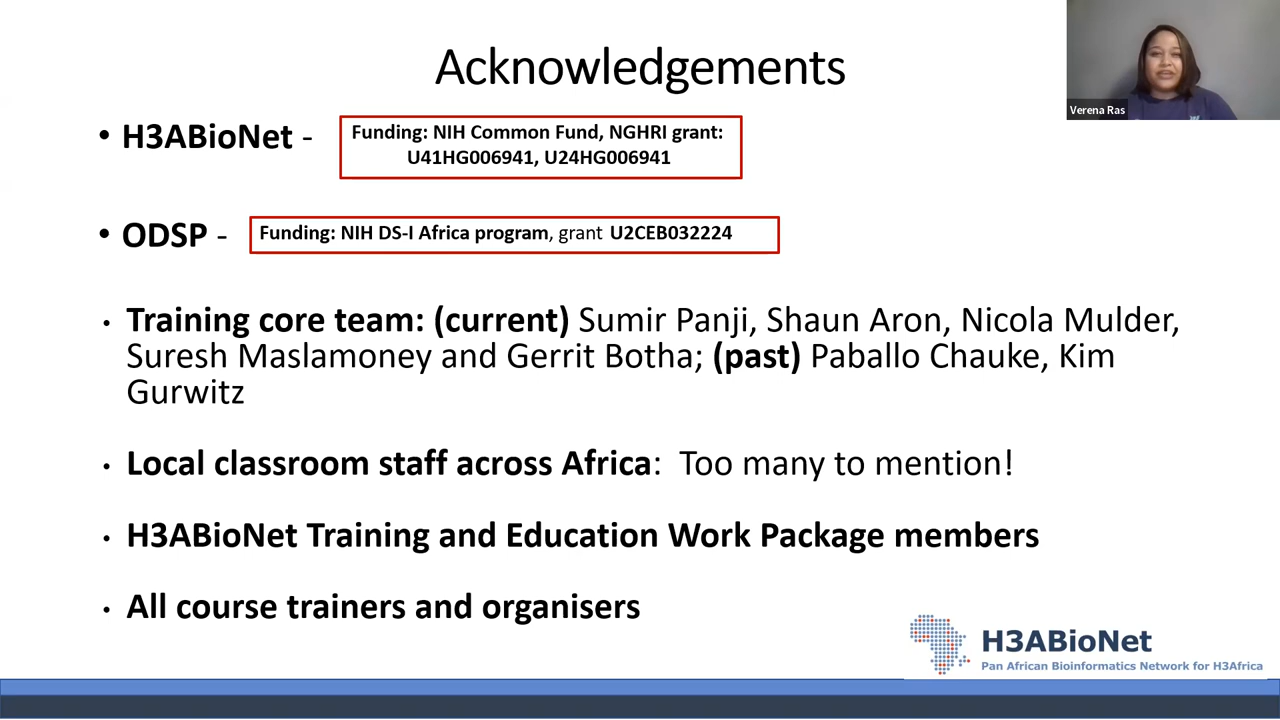 Acknowledgements
Verena Ras
• H3ABioNet -
Funding: NIH Common Fund, NGHRI grant:
U41HG006941, U24HG006941
• ODSP -
Funding: NIH DS-I Africa program, grant U2CEB032224
• Training core team: (current) Sumir Panji, Shaun Aron, Nicola Mulder,
Suresh Maslamoney and Gerrit Botha; (past) Paballo Chauke, Kim
Gurwitz
• Local classroom staff across Africa: Too many to mention!
• H3ABioNet Training and Education Work Package members
• All course trainers and organisers
H3ABioNet
Pan African Bioinformatics Network for H3Africa